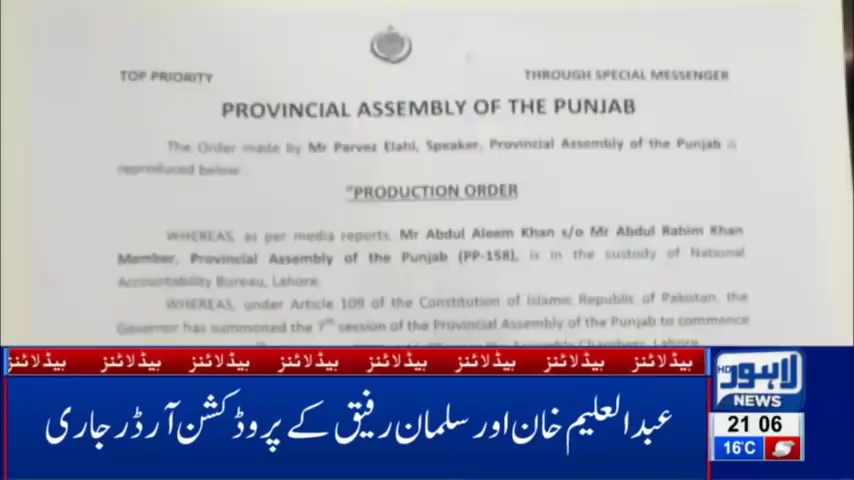 TOP PRIORITY
THROUGH SPECIAL MESSENGER
PROVINCIAL ASSEMBLY OF THE PUNJAB
The Order made by Mr Parvez Elahi, Speaker, Provincial Assembly of the Punjab is
reproduced below:
"PRODUCTION ORDER
WHEREAS, as per media reports, Mr Abdul Aleem Khan s/o Mr Abdul Rahim Khan
Member, Provincial Assembly of the Punjab (PP-158), is in the custody of National
Accountability Bureau, Lahore.
WHEREAS, under Article 109 of the Constitution of Islamic Republic of Pakistan, the
Governor has summoned the 7th session of the Provincial Assembly of the Punjab to commence
Assembly Chambers, Lahore
ہیڈلائنز ہیڈلائنز ہیڈلائنز ہیڈلائنز ہیڈلائنز ہیڈلائنز ہیڈلائنز ہیڈلائنز
عبدالعلیم خان اور سلمان رفیق کے پروڈکشن آرڈر جاری
لاہور HD
NEWS
21 06
16°C